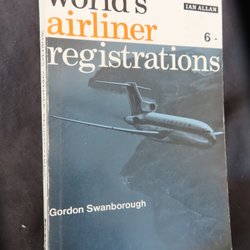 world's
airliner
registrations
IAN ALLAN
6/-
Gordon Swanborough